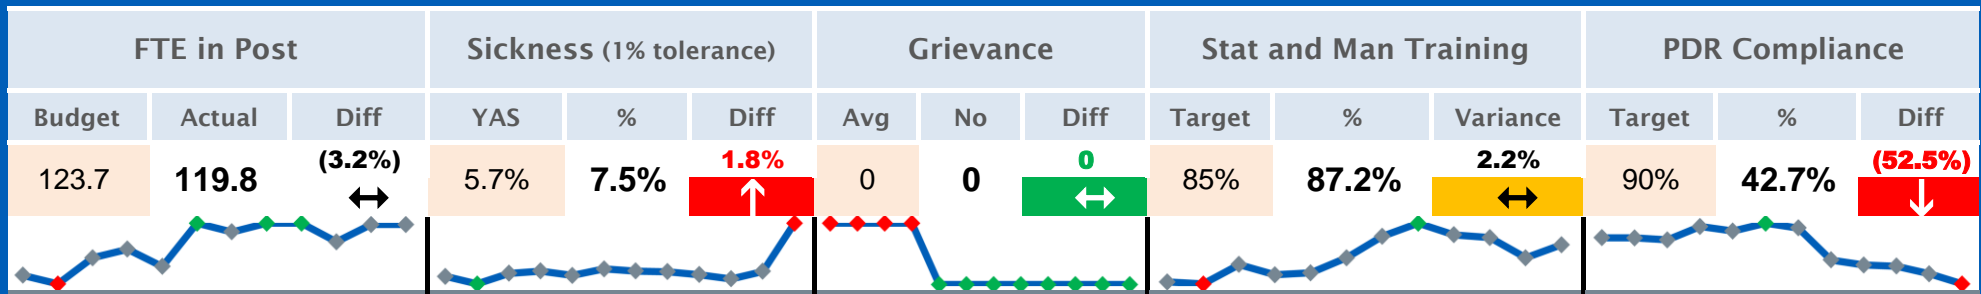 FTE in Post Sickness (1% tolerance) Grievance Stat and Man Training PDR Compliance
Budget Actual Diff YAS % Diff Avg No Diff Target % Variance Target % Diff
123.7 119.8 (3.2%) 5.7% 7.5% 1.8% 0 0 0 85% 87.2% 2.2% 90% 42.7% (52.5%)